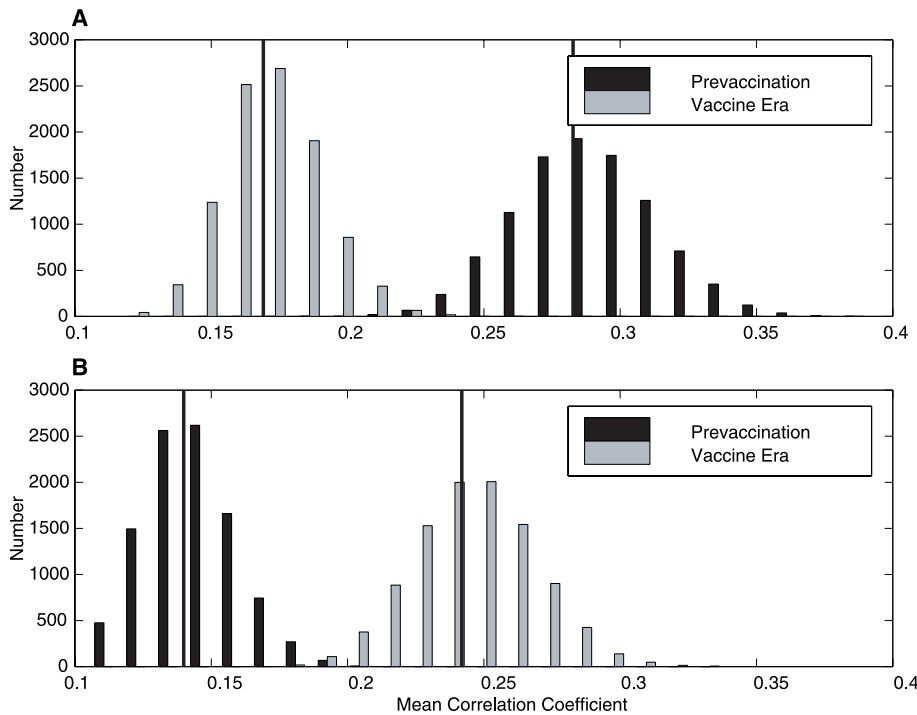 A
3000
2500
2000
1500
1000
500
0
Number
Prevaccination
Vaccine Era
0.1 0.15 0.2 0.25 0.3 0.35 0.4
B
3000
2500
2000
1500
1000
500
0
Number
Prevaccination
Vaccine Era
0.1 0.15 0.2 0.25 0.3 0.35 0.4
Mean Correlation Coefficient